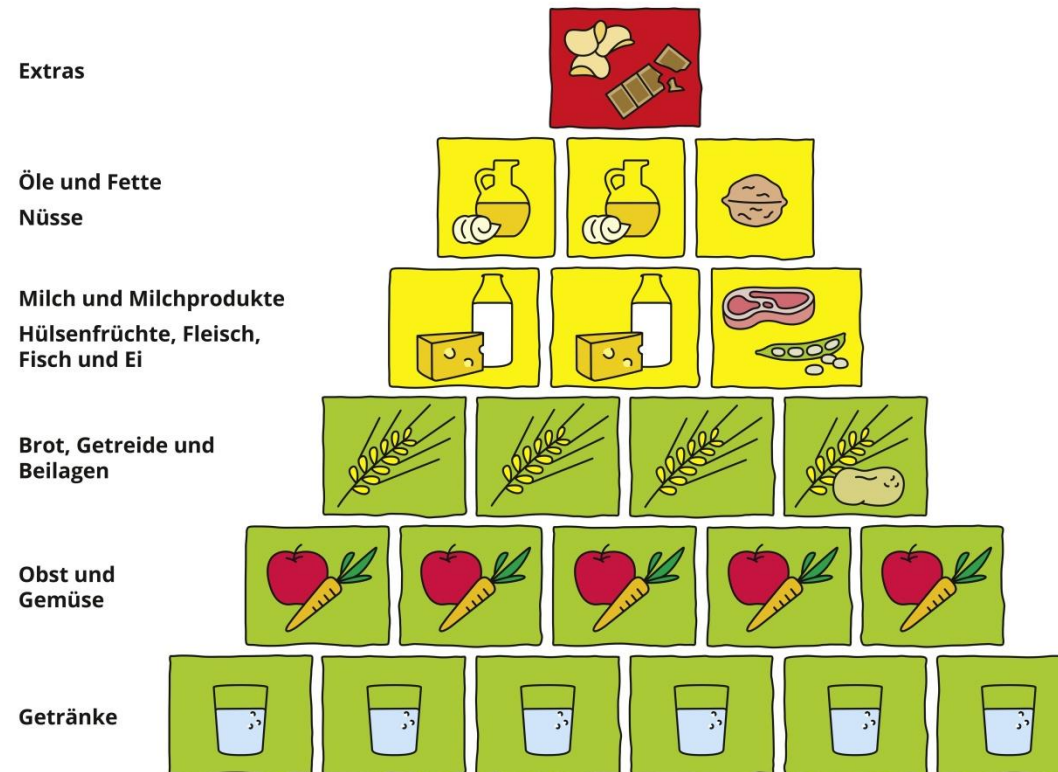 Extras
Öle und Fette
Nüsse
Milch und Milchprodukte
Hülsenfrüchte, Fleisch,
Fisch und Ei
Brot, Getreide und
Beilagen
Obst und
Gemüse
Getränke